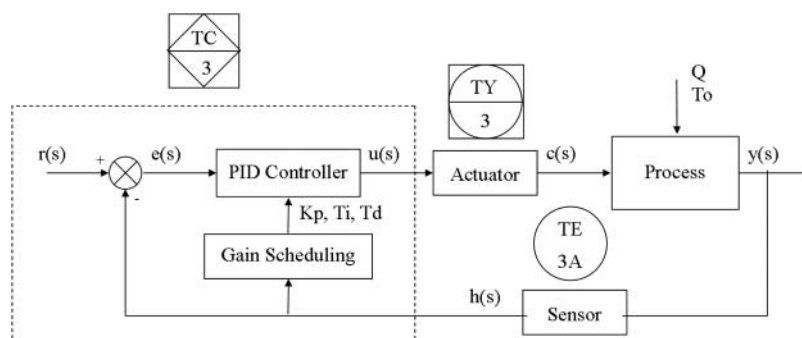 TC
3
TY
3
Q
To
r(s)
+
e(s)
PID Controller
u(s)
Actuator
c(s)
Process
y(s)
-
Kp, Ti, Td
TE
3A
Gain Scheduling
h(s)
Sensor